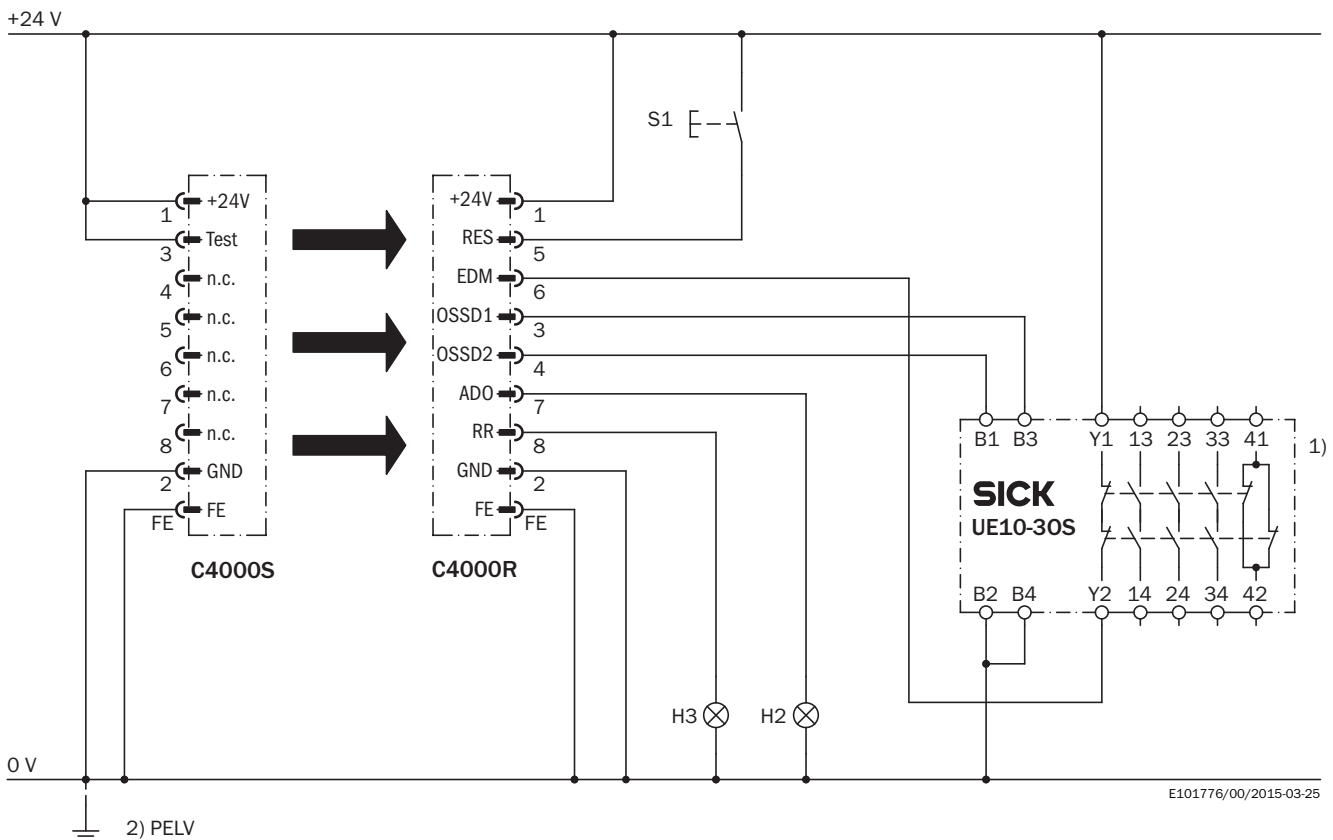 +24 V
S1
+24V
1
Test
3
n.c.
4
n.c.
5
n.c.
6
n.c.
7
n.c.
8
GND
2
FE
FE
C4000S
+24V
1
RES
5
EDM
6
OSSD1
3
OSSD2
4
ADO
7
RR
8
GND
2
FE
FE
C4000R
B1 B3 Y1 13 23 33 41
1)
SICK
UE10-30S
B2 B4 Y2 14 24 34 42
H3
H2
0 V
E101776/00/2015-03-25
2) PELV